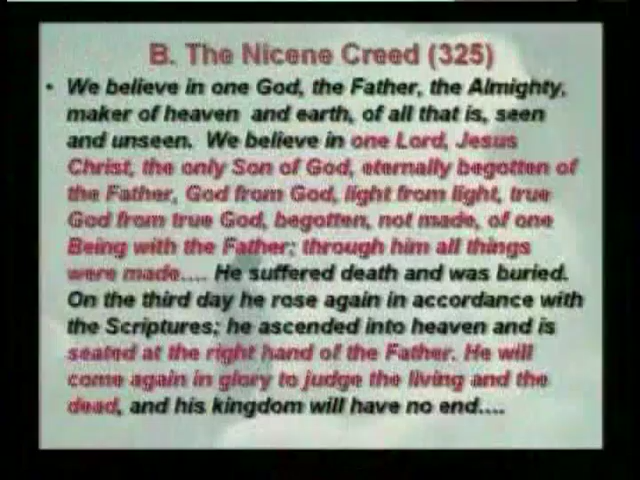 B. The Nicene Creed (325)
• We believe in one God, the Father, the Almighty,
maker of heaven and earth, of all that is, seen
and unseen. We believe in one Lord, Jesus
Christ, the only Son of God, eternally begotten of
the Father, God from God, light from light, true
God from true God, begotten, not made, of one
Being with the Father; through him all things
were made.... He suffered death and was buried.
On the third day he rose again in accordance with
the Scriptures; he ascended into heaven and is
seated at the right hand of the Father. He will
come again in glory to judge the living and the
dead, and his kingdom will have no end....